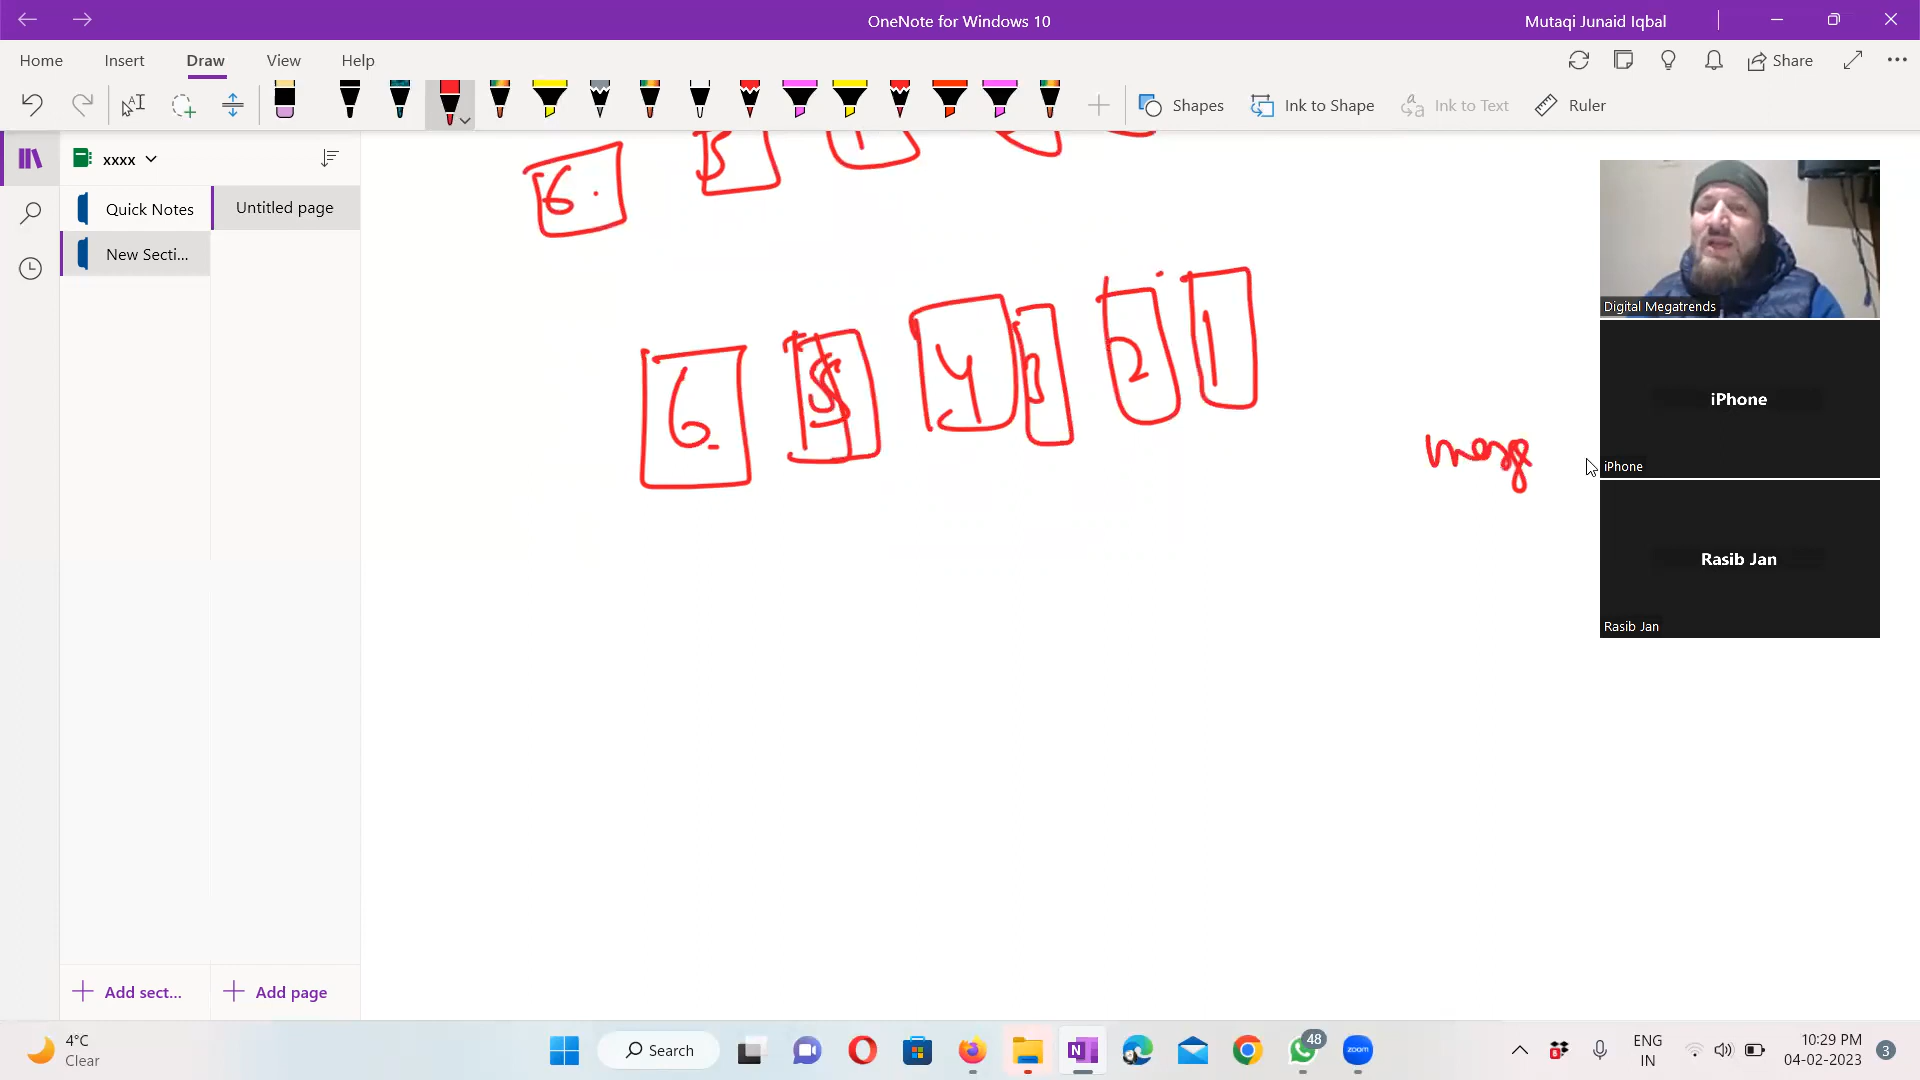 OneNote for Windows 10
Mutaqi Junaid Iqbal
Home Insert Draw View Help
Share
Shapes Ink to Shape Ink to Text Ruler
xxxx
Quick Notes
Untitled page
New Secti...
6. 5 1
6 5 4 3 2 1
Digital Megatrends
iPhone
iPhone
Rasib Jan
Rasib Jan
Add sect...
Add page
4°C
Clear
Search
zoom
48
ENG
IN
10:29 PM
04-02-2023
3